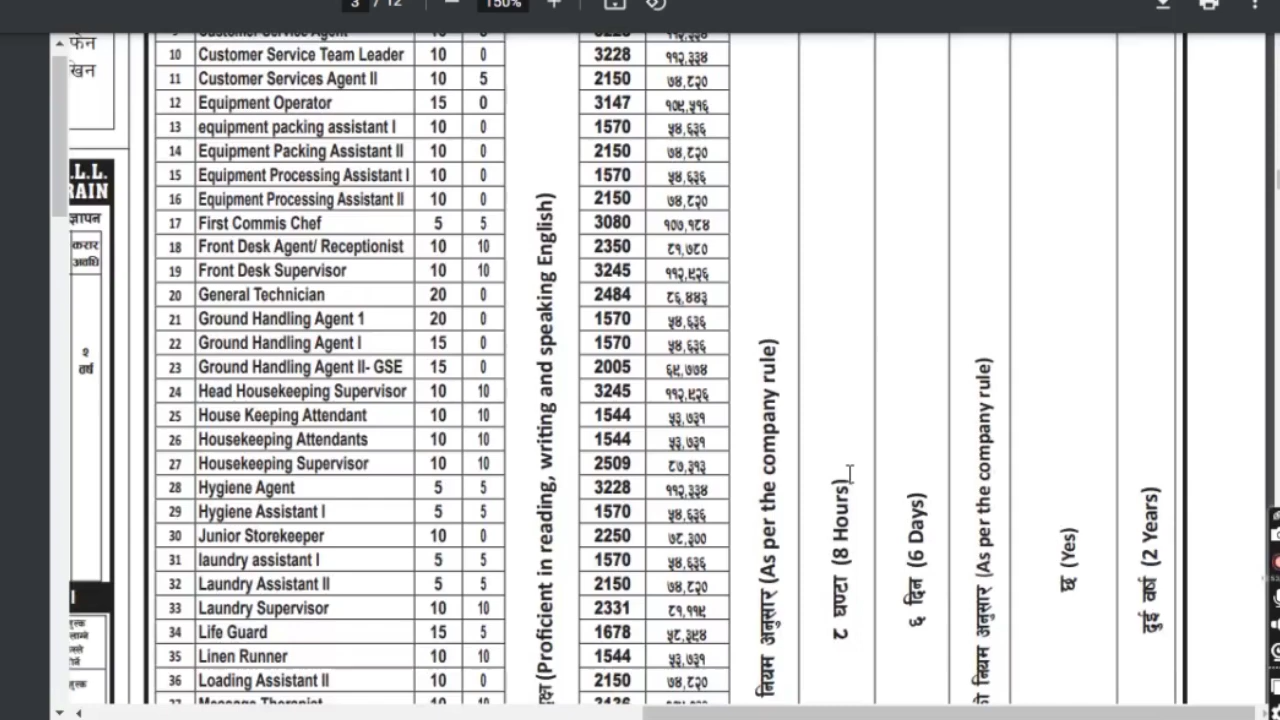 3 / 12 150%
फेन
खिन
L.L.
RAIN
ज्ञापन
करार
अवधि
२
वर्ष
10 Customer Service Team Leader 10 0 3228 ११२,३३४
11 Customer Services Agent II 10 5 2150 ७४,८२०
12 Equipment Operator 15 0 3147 १०९,५१६
13 equipment packing assistant I 10 0 1570 ५४,६३६
14 Equipment Packing Assistant II 10 0 2150 ७४,८२०
15 Equipment Processing Assistant I 10 0 1570 ५४,६३६
16 Equipment Processing Assistant II 10 0 2150 ७४,८२०
17 First Commis Chef 5 5 3080 १०७,१८४
18 Front Desk Agent/ Receptionist 10 10 2350 ८१,७८०
19 Front Desk Supervisor 10 10 3245 ११२,९२६
20 General Technician 20 0 2484 ८६,४४३
21 Ground Handling Agent 1 20 0 1570 ५४,६३६
22 Ground Handling Agent I 15 0 1570 ५४,६३६
23 Ground Handling Agent II- GSE 15 0 2005 ६९,७७४
24 Head Housekeeping Supervisor 10 10 3245 ११२,९२६
25 House Keeping Attendant 10 10 1544 ५३,७३१
26 Housekeeping Attendants 10 10 1544 ५३,७३१
27 Housekeeping Supervisor 10 10 2509 ८७,३१३
28 Hygiene Agent 5 5 3228 ११२,३३४
29 Hygiene Assistant I 5 5 1570 ५४,६३६
30 Junior Storekeeper 10 0 2250 ७८,३००
31 laundry assistant I 5 5 1570 ५४,६३६
32 Laundry Assistant II 5 5 2150 ७४,८२०
33 Laundry Supervisor 10 10 2331 ८१,११९
34 Life Guard 15 5 1678 ५८,३९४
35 Linen Runner 10 10 1544 ५३,७३१
36 Loading Assistant II 10 0 2150 ७४,८२०
(Proficient in reading, writing and speaking English)
नियम अनुसार (As per the company rule)
८ घण्टा (8 Hours)
६ दिन (6 Days)
नियम अनुसार (As per the company rule)
छ (Yes)
दुई वर्ष (2 Years)